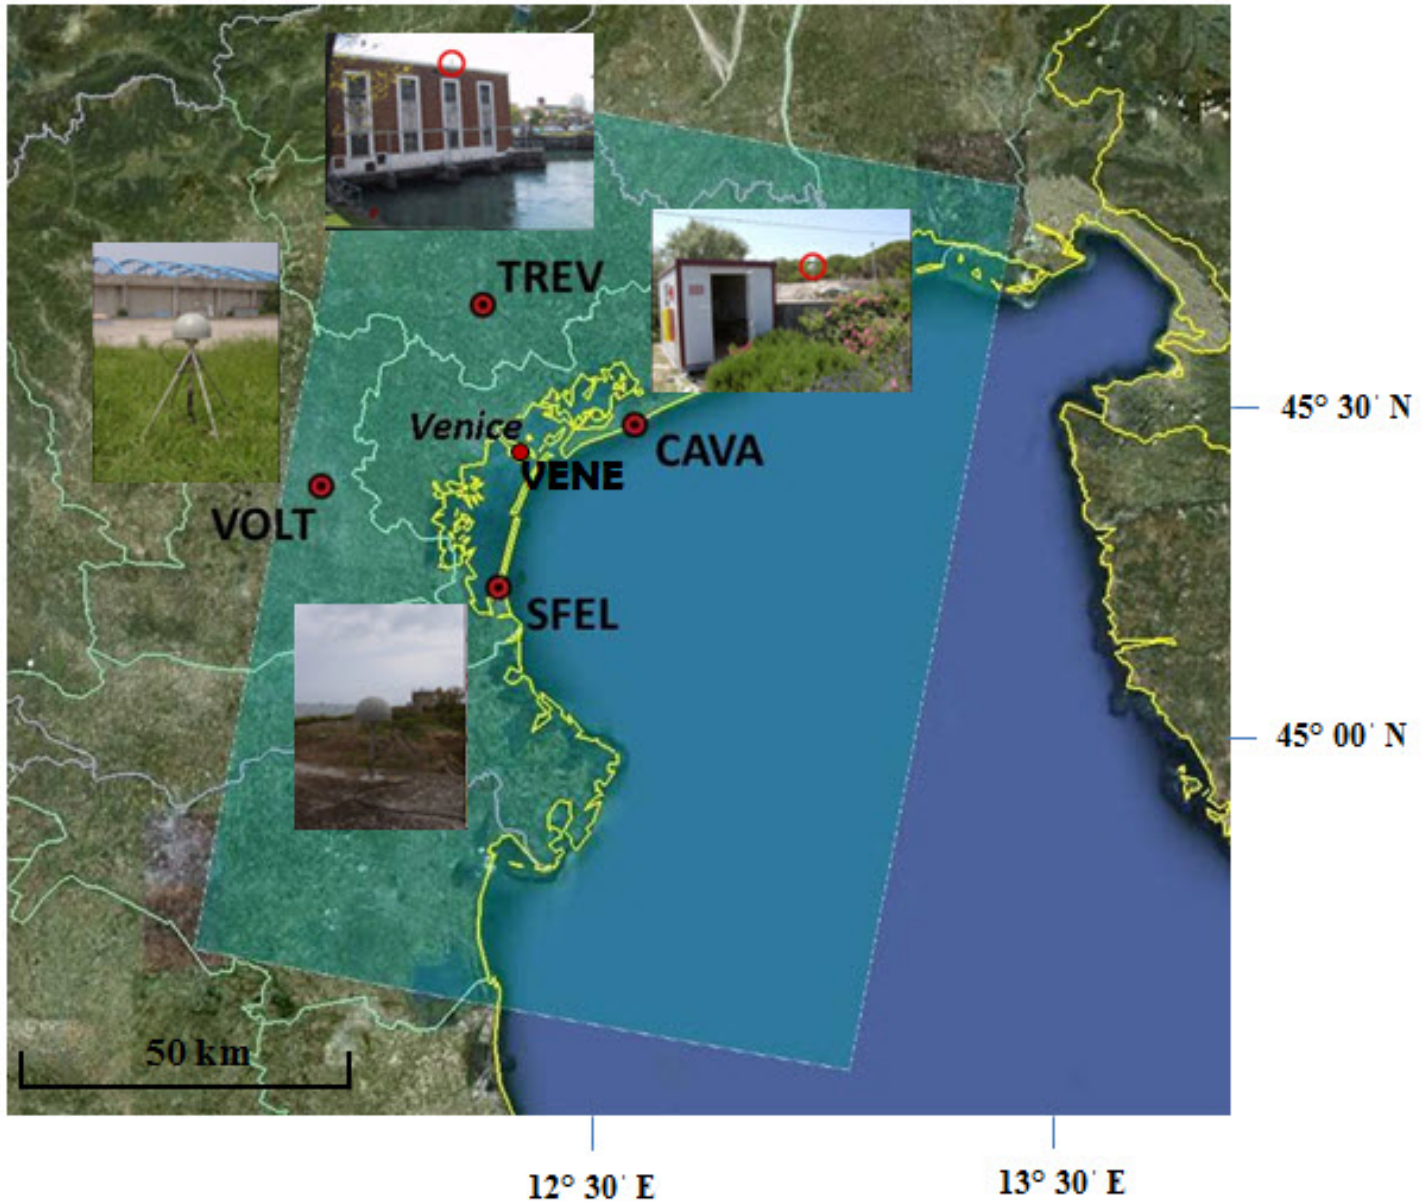 TREV
Venice
VENE
CAVA
VOLT
SFEL
45° 30' N
45° 00' N
50 km
12° 30' E
13° 30' E